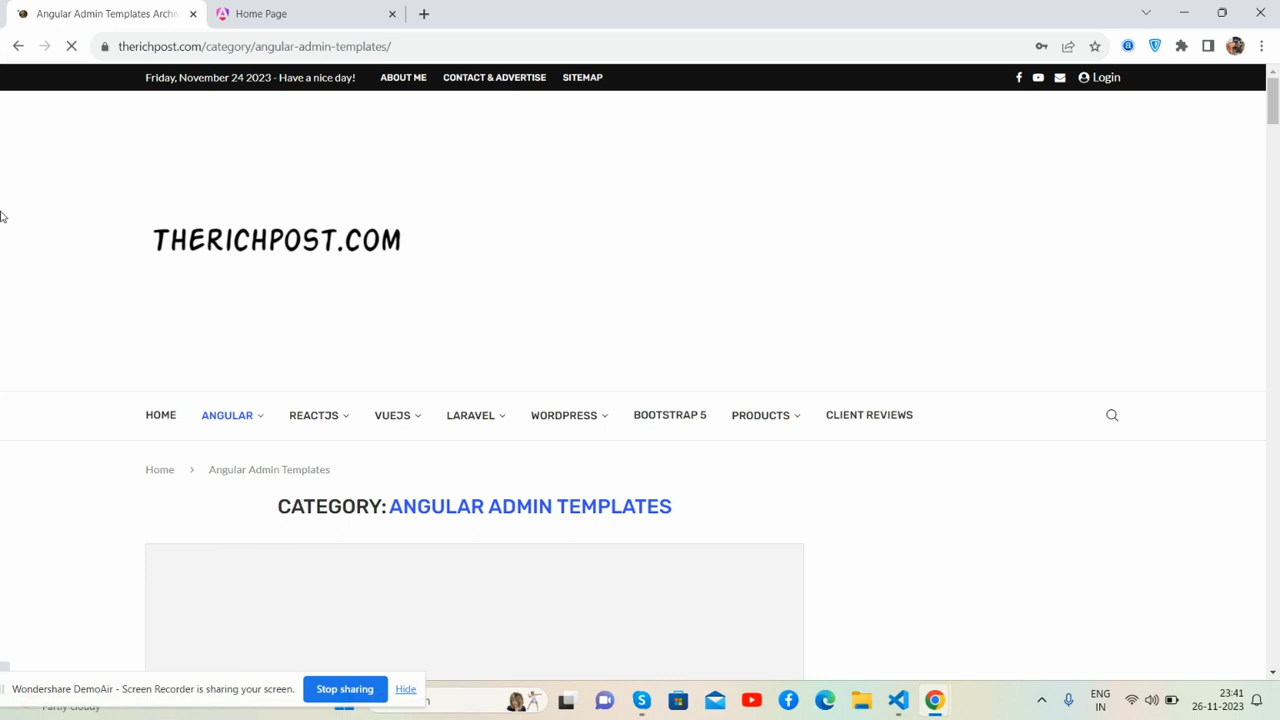 Angular Admin Templates Archi
Home Page
therichpost.com/category/angular-admin-templates/
Friday, November 24 2023 - Have a nice day!
ABOUT ME
CONTACT & ADVERTISE
SITEMAP
Login
THERICHPOST.COM
HOME
ANGULAR
REACTJS
VUEJS
LARAVEL
WORDPRESS
BOOTSTRAP 5
PRODUCTS
CLIENT REVIEWS
Home > Angular Admin Templates
CATEGORY: ANGULAR ADMIN TEMPLATES
Wondershare DemoAir - Screen Recorder is sharing your screen.
Stop sharing
Hide
Partly cloudy
ENG
IN
23:41
26-11-2023